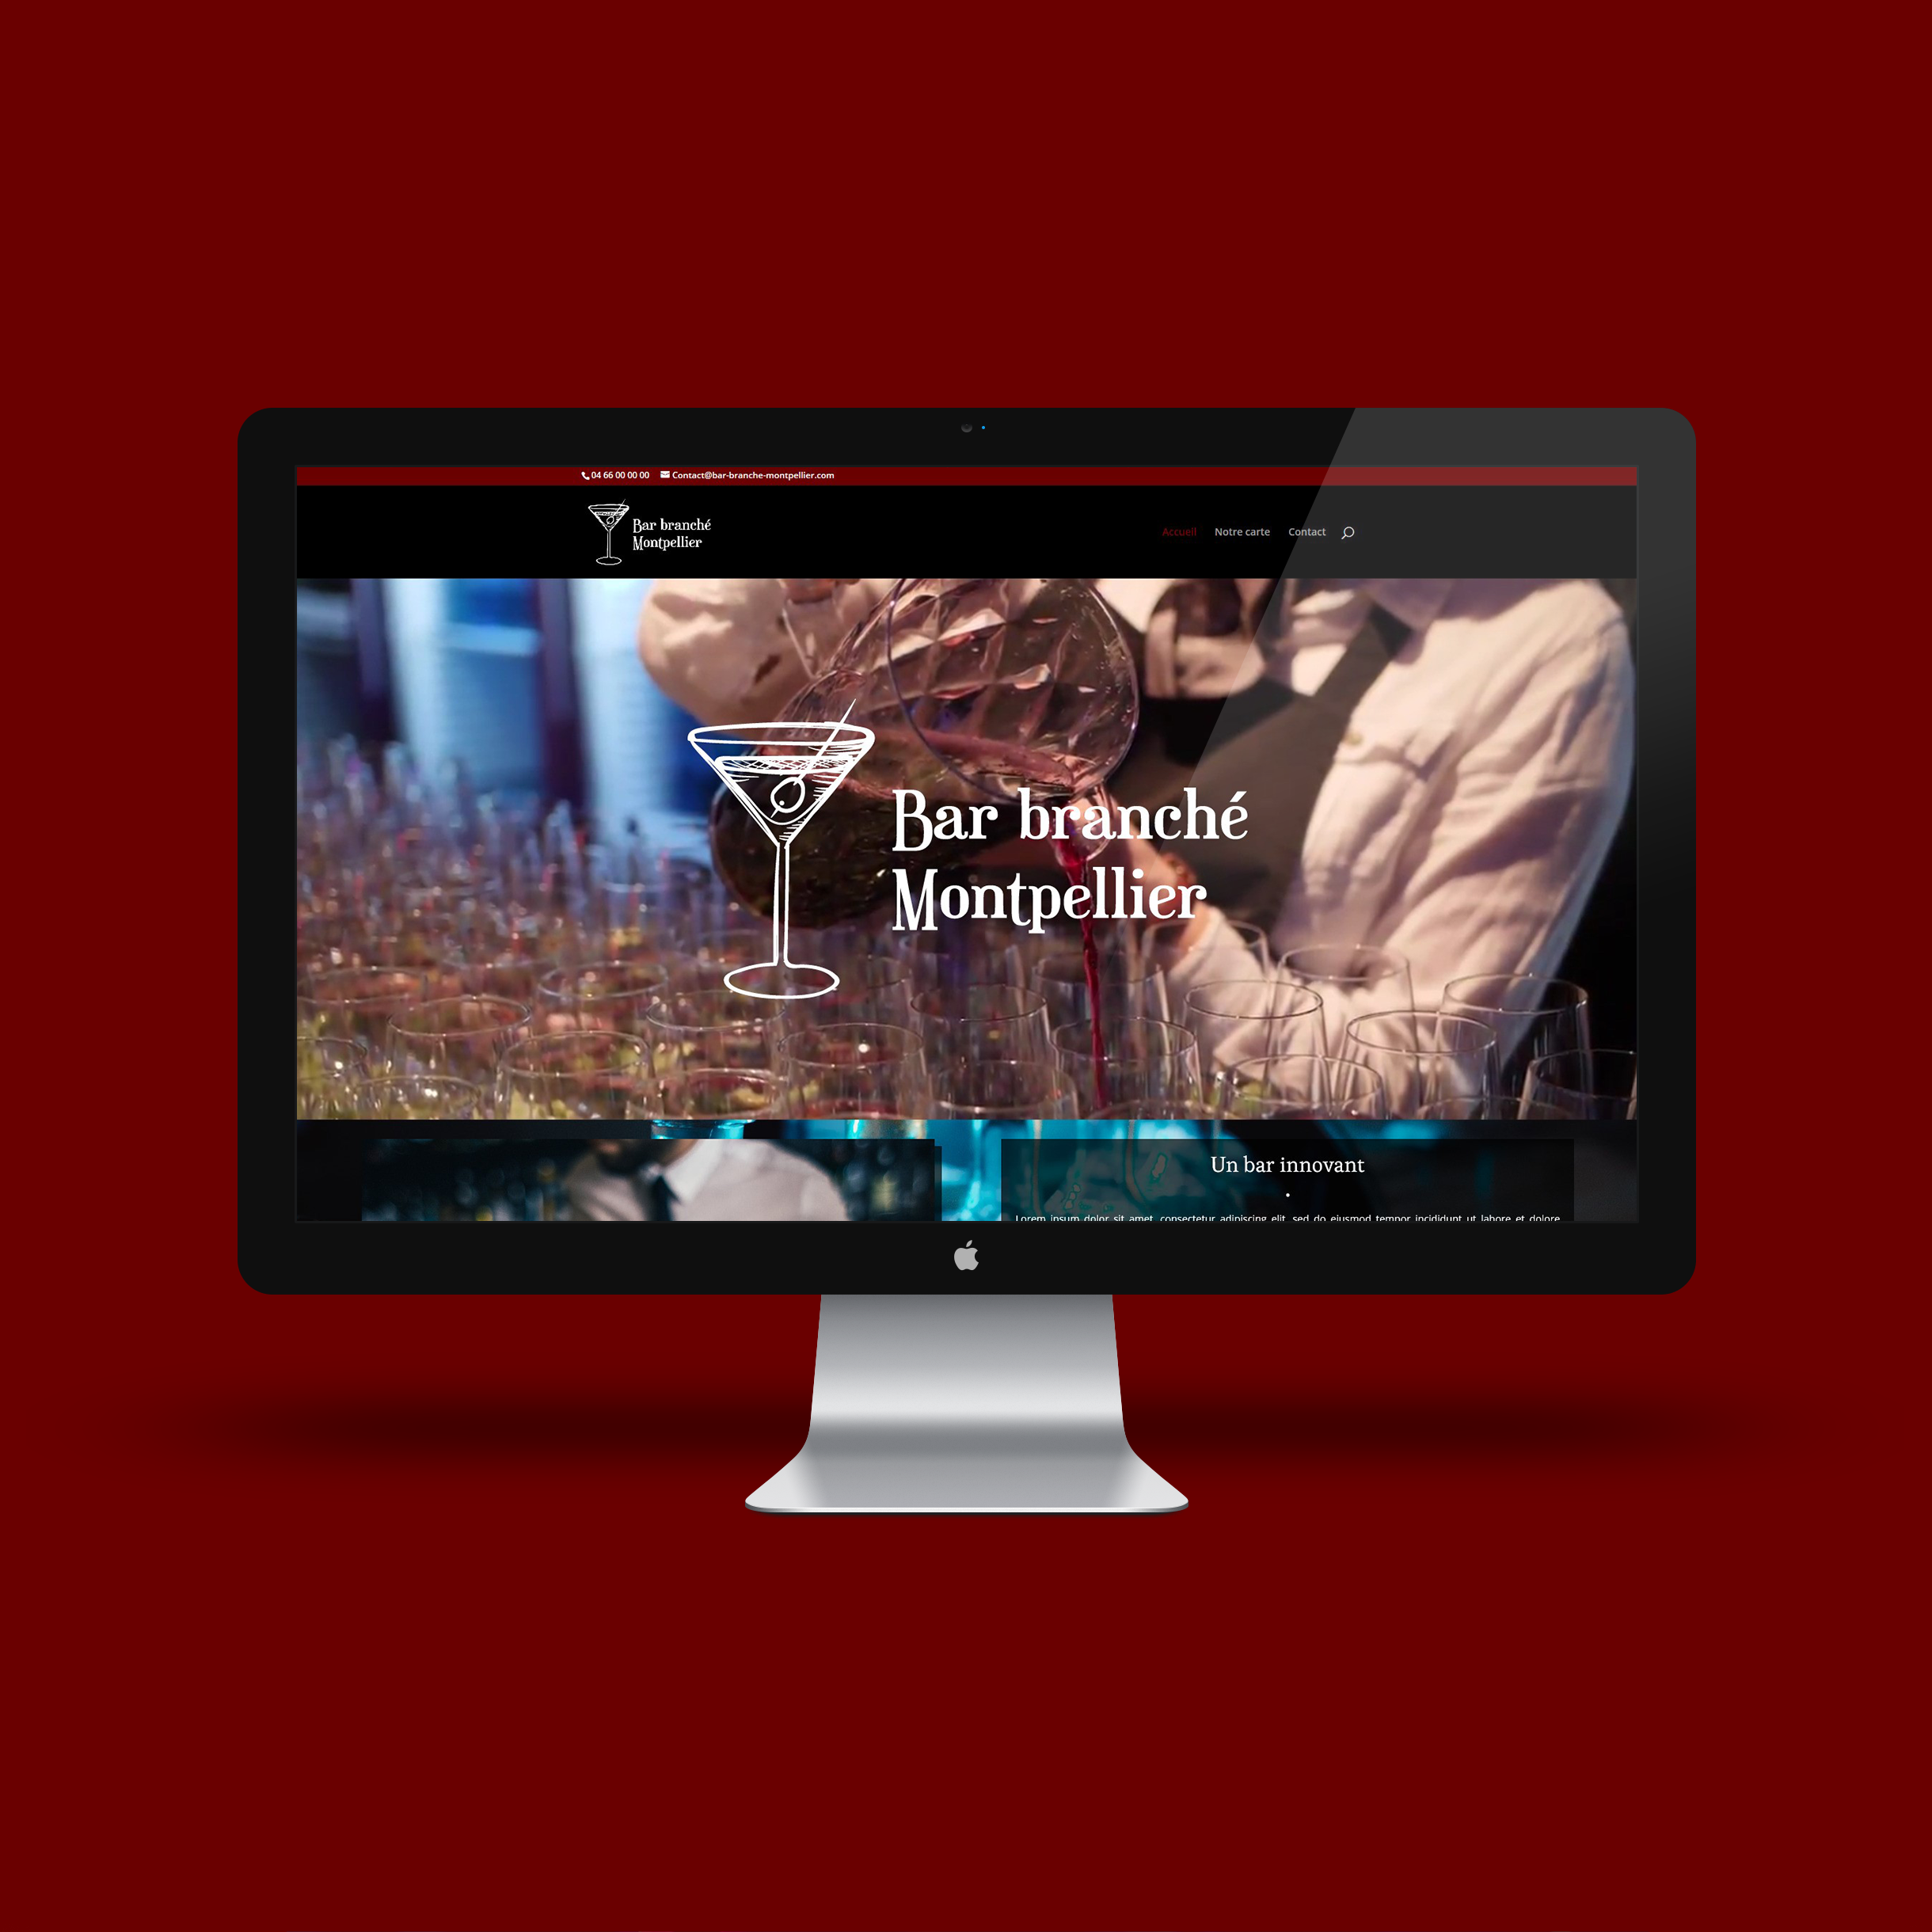 04 66 00 00 00 Contact@bar-branche-montpellier.com
Bar branché
Montpellier
Accueil Notre carte Contact
Bar branché
Montpellier
Un bar innovant
Lorem ipsum dolor sit amet, consectetur adipiscing elit, sed do eiusmod tempor incididunt ut labore et dolore